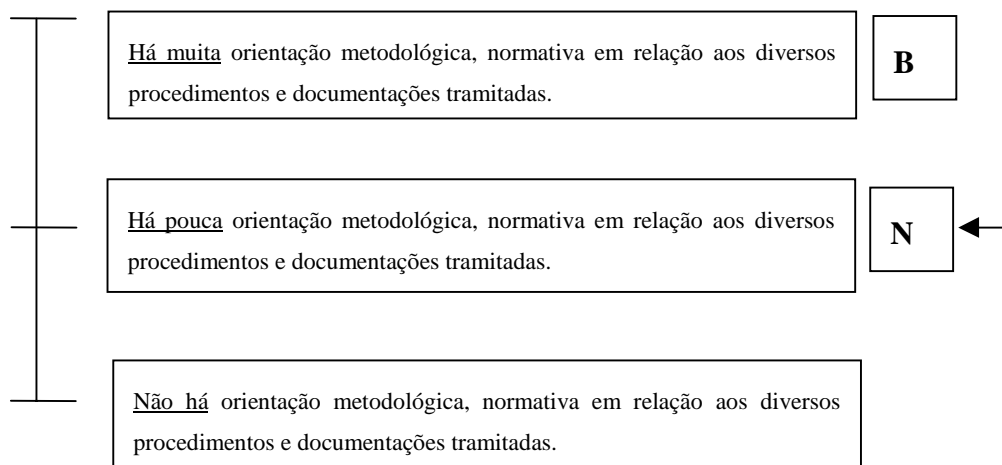 Há muita orientação metodológica, normativa em relação aos diversos
procedimentos e documentações tramitadas.
B
Há pouca orientação metodológica, normativa em relação aos diversos
procedimentos e documentações tramitadas.
N
Não há orientação metodológica, normativa em relação aos diversos
procedimentos e documentações tramitadas.